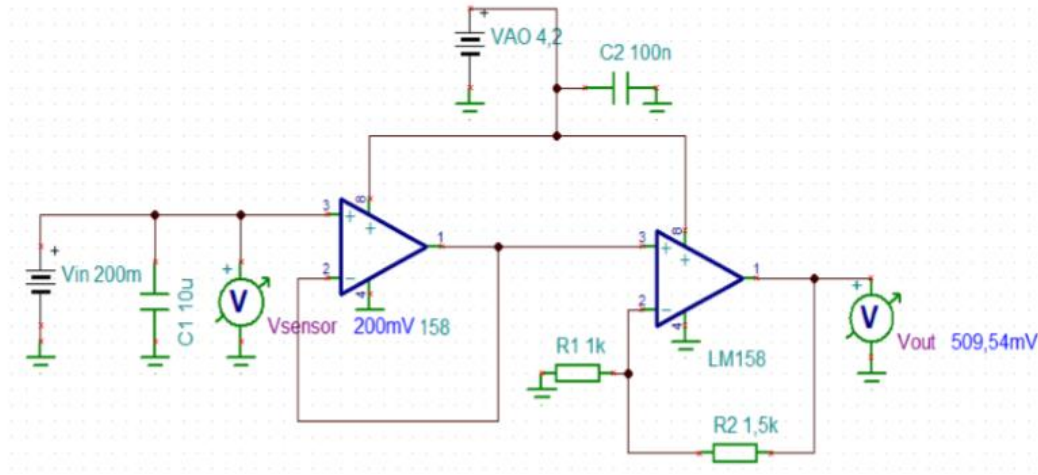 VAO 4,2
C2 100n
8
3
+
+
1
2
−
4
Vin 200m
+
C1 10u
+
V
Vsensor 200mV 158
8
3
+
+
1
2
−
4
LM158
R1 1k
R2 1,5k
+
V
Vout 509,54mV
+